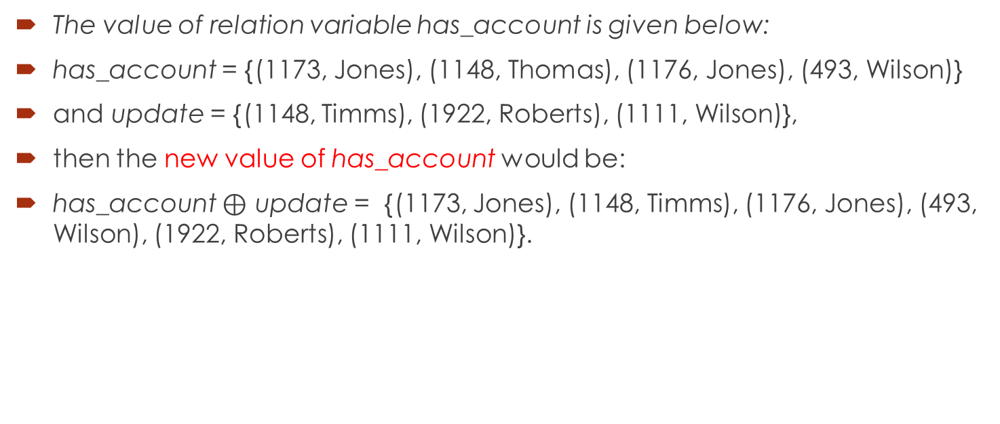 The value of relation variable has_account is given below:
has_account = {(1173, Jones), (1148, Thomas), (1176, Jones), (493, Wilson)}
and update = {(1148, Timms), (1922, Roberts), (1111, Wilson)},
then the new value of has_account would be:
has_account ⊕ update = {(1173, Jones), (1148, Timms), (1176, Jones), (493,
Wilson), (1922, Roberts), (1111, Wilson)}.